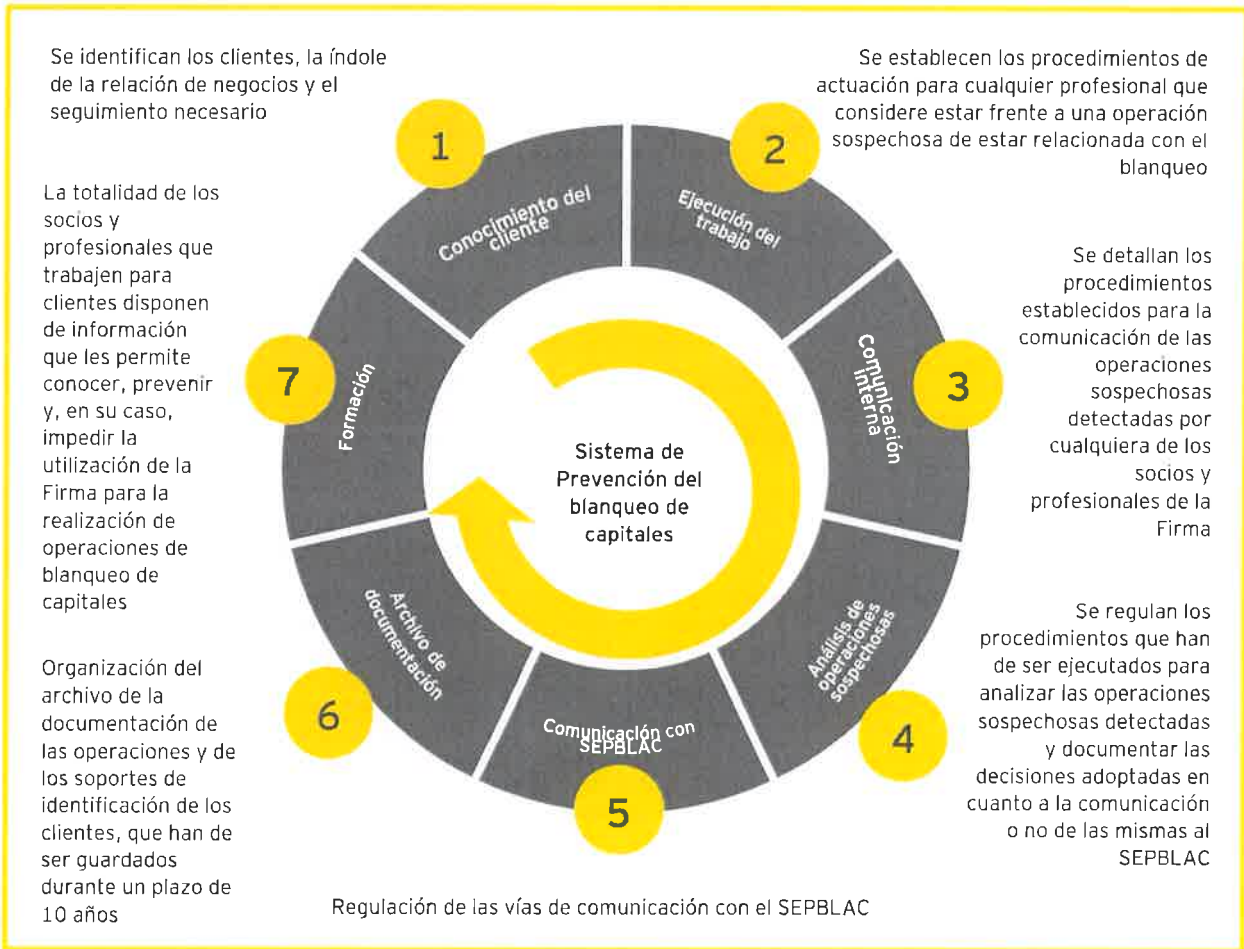 Se identifican los clientes, la índole
de la relación de negocios y el
seguimiento necesario
1
Conocimiento del
cliente
Se establecen los procedimientos de
actuación para cualquier profesional que
considere estar frente a una operación
sospechosa de estar relacionada con el
blanqueo
2
Ejecución del
trabajo
Se detallan los
procedimientos
establecidos para la
comunicación de las
operaciones
sospechosas
detectadas por
cualquiera de los
socios y
profesionales de la
Firma
3
Comunicación
interna
Se regulan los
procedimientos que han
de ser ejecutados para
analizar las operaciones
sospechosas detectadas
y documentar las
decisiones adoptadas en
cuanto a la comunicación
o no de las mismas al
SEPBLAC
4
Análisis de
operaciones
sospechosas
Comunicación con
SEPBLAC
5
Regulación de las vías de comunicación con el SEPBLAC
Archivo de
documentación
6
Organización del
archivo de la
documentación de
las operaciones y de
los soportes de
identificación de los
clientes, que han de
ser guardados
durante un plazo de
10 años
Formación
7
La totalidad de los
socios y
profesionales que
trabajen para
clientes disponen
de información
que les permite
conocer, prevenir
y, en su caso,
impedir la
utilización de la
Firma para la
realización de
operaciones de
blanqueo de
capitales
Sistema de
Prevención del
blanqueo de
capitales